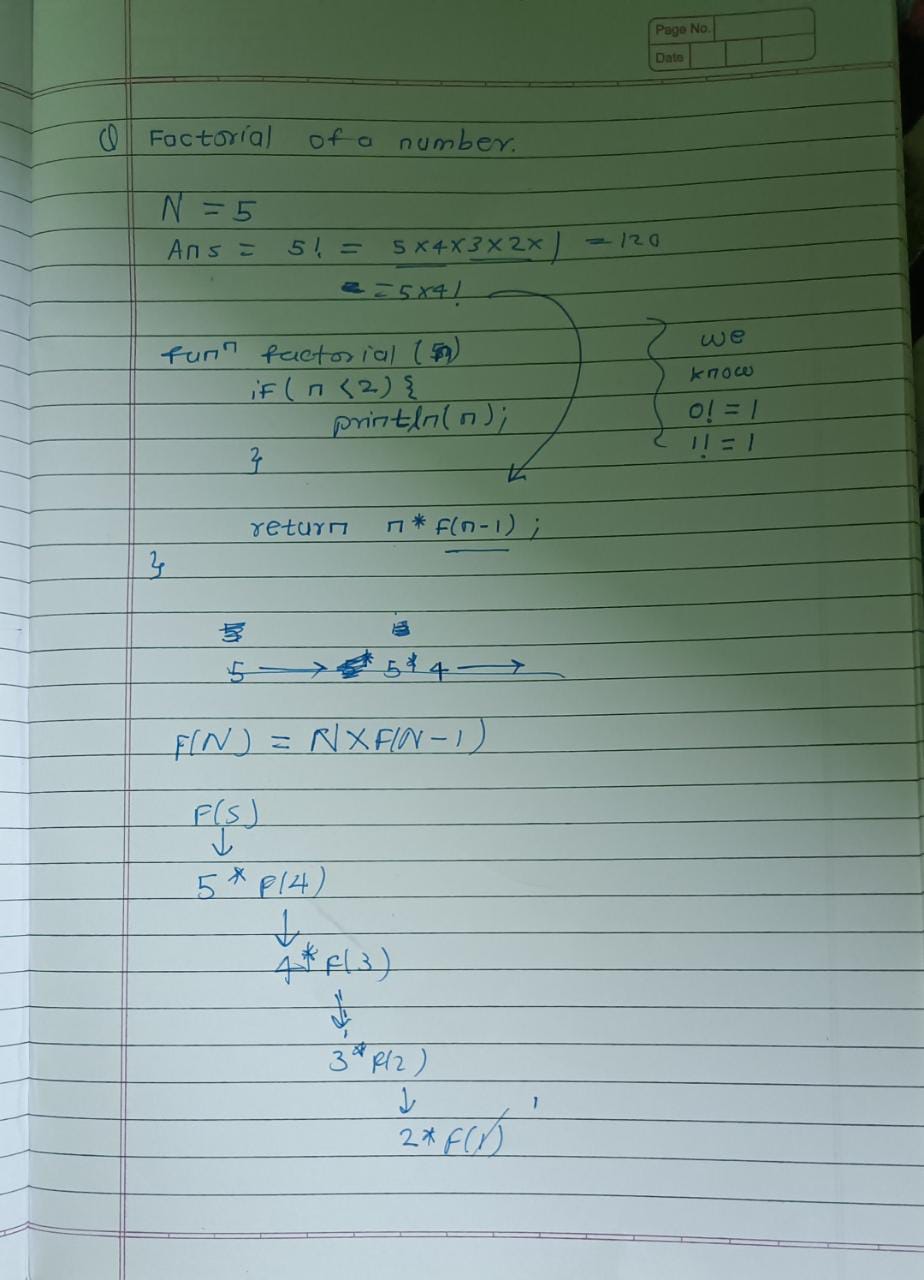 Page No.
Date
Q Factorial of a number.
N = 5
Ans = 5! = 5×4×3×2×1 = 120
= 5×4!
funⁿ factorial (n)
if(n<2){
println(n);
}
we
know
0! = 1
1! = 1
return n * F(n-1) ;
}
5 → 5*4 →
F(N) = N×F(N-1)
F(5)
↓
5 * F(4)
↓
4 * F(3)
↓
3 * F(2)
↓ 1
2 * F(1)